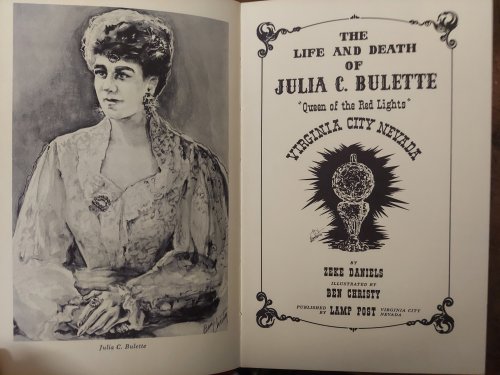 Julia C. Bulette
THE
LIFE AND DEATH
OF
JULIA C. BULETTE
"Queen of the Red Lights"
VIRGINIA CITY NEVADA
BY
ZEKE DANIELS
ILLUSTRATED BY
BEN CHRISTY
PUBLISHED BY LAMP POST VIRGINIA CITY
NEVADA